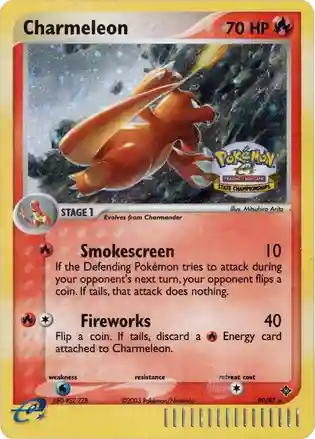 Charmeleon 70 HP
POKéMON
TRADING CARD GAME
STATE CHAMPIONSHIPS
Illus. Mitsuhiro Arita
STAGE 1
Evolves from Charmander
Smokescreen 10
If the Defending Pokémon tries to attack during
your opponent's next turn, your opponent flips a
coin. If tails, that attack does nothing.
Fireworks 40
Flip a coin. If tails, discard a Energy card
attached to Charmeleon.
weakness resistance retreat cost
©2003 Pokémon/Nintendo
e